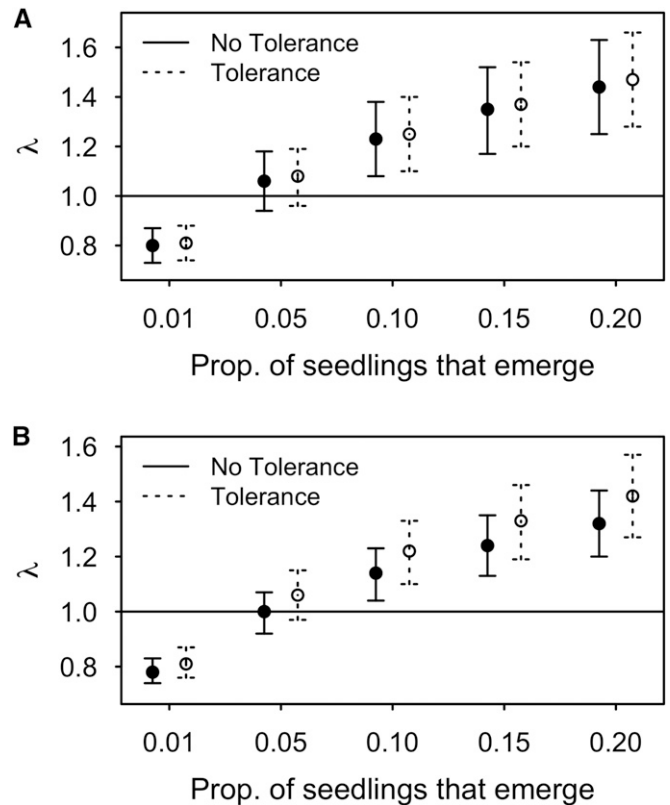 A
1.6
1.4
1.2
1.0
0.8
λ
No Tolerance
Tolerance
0.01 0.05 0.10 0.15 0.20
Prop. of seedlings that emerge
B
1.6
1.4
1.2
1.0
0.8
λ
No Tolerance
Tolerance
0.01 0.05 0.10 0.15 0.20
Prop. of seedlings that emerge